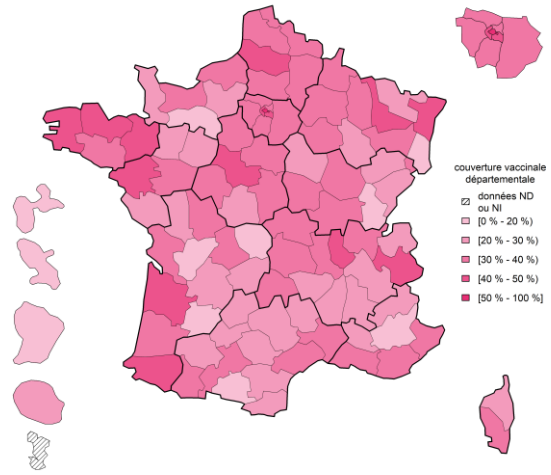 couverture vaccinale
départementale
données ND
ou NI
[0 % - 20 %)
[20 % - 30 %)
[30 % - 40 %)
[40 % - 50 %)
[50 % - 100 %]